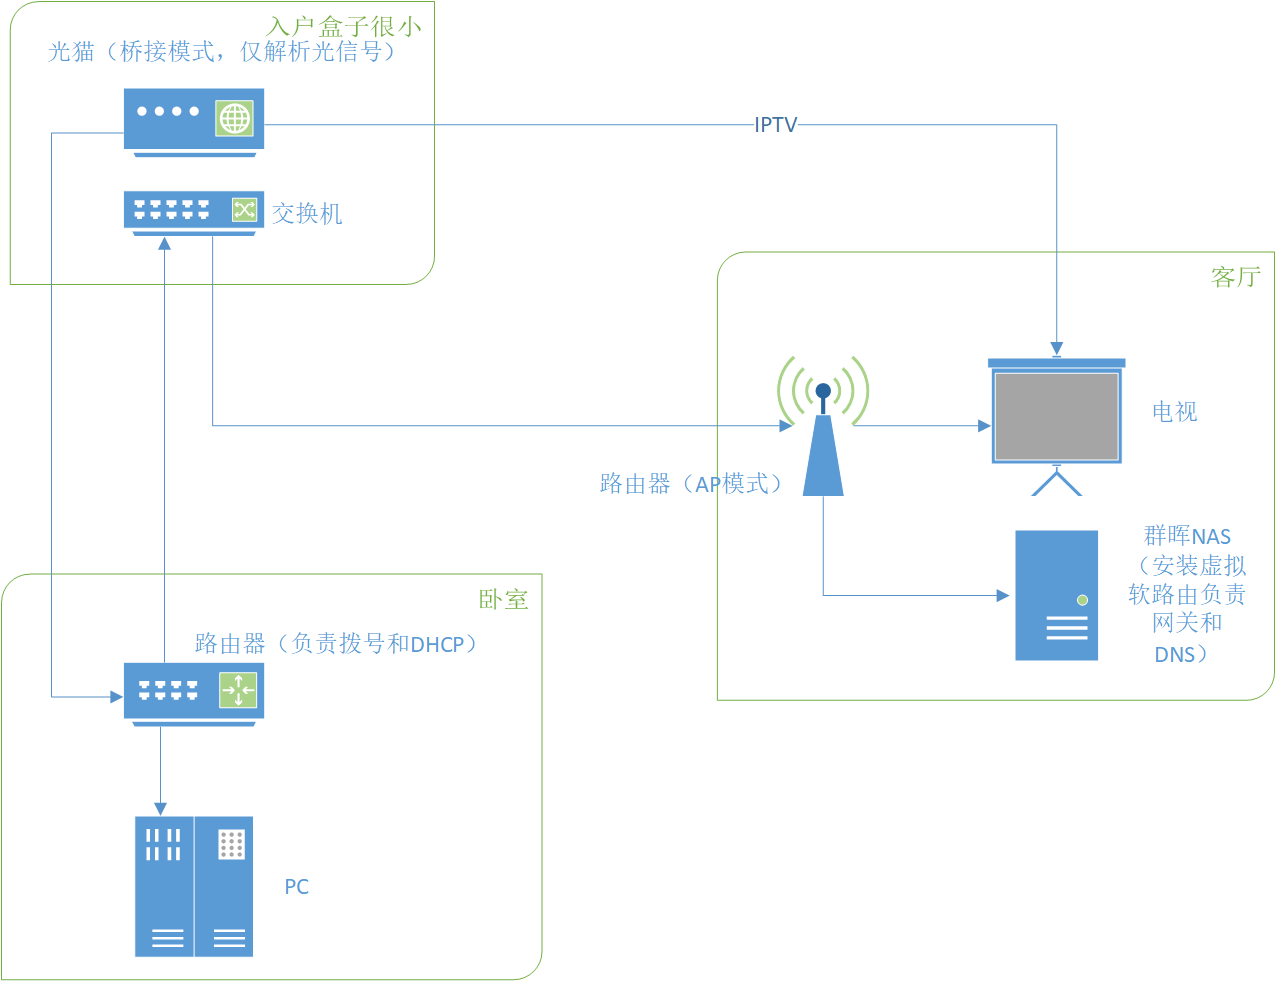 入户盒子很小
光猫（桥接模式，仅解析光信号）
IPTV
交换机
客厅
电视
路由器（AP模式）
群晖NAS
（安装虚拟
软路由负责
网关和
DNS）
卧室
路由器（负责拨号和DHCP）
PC